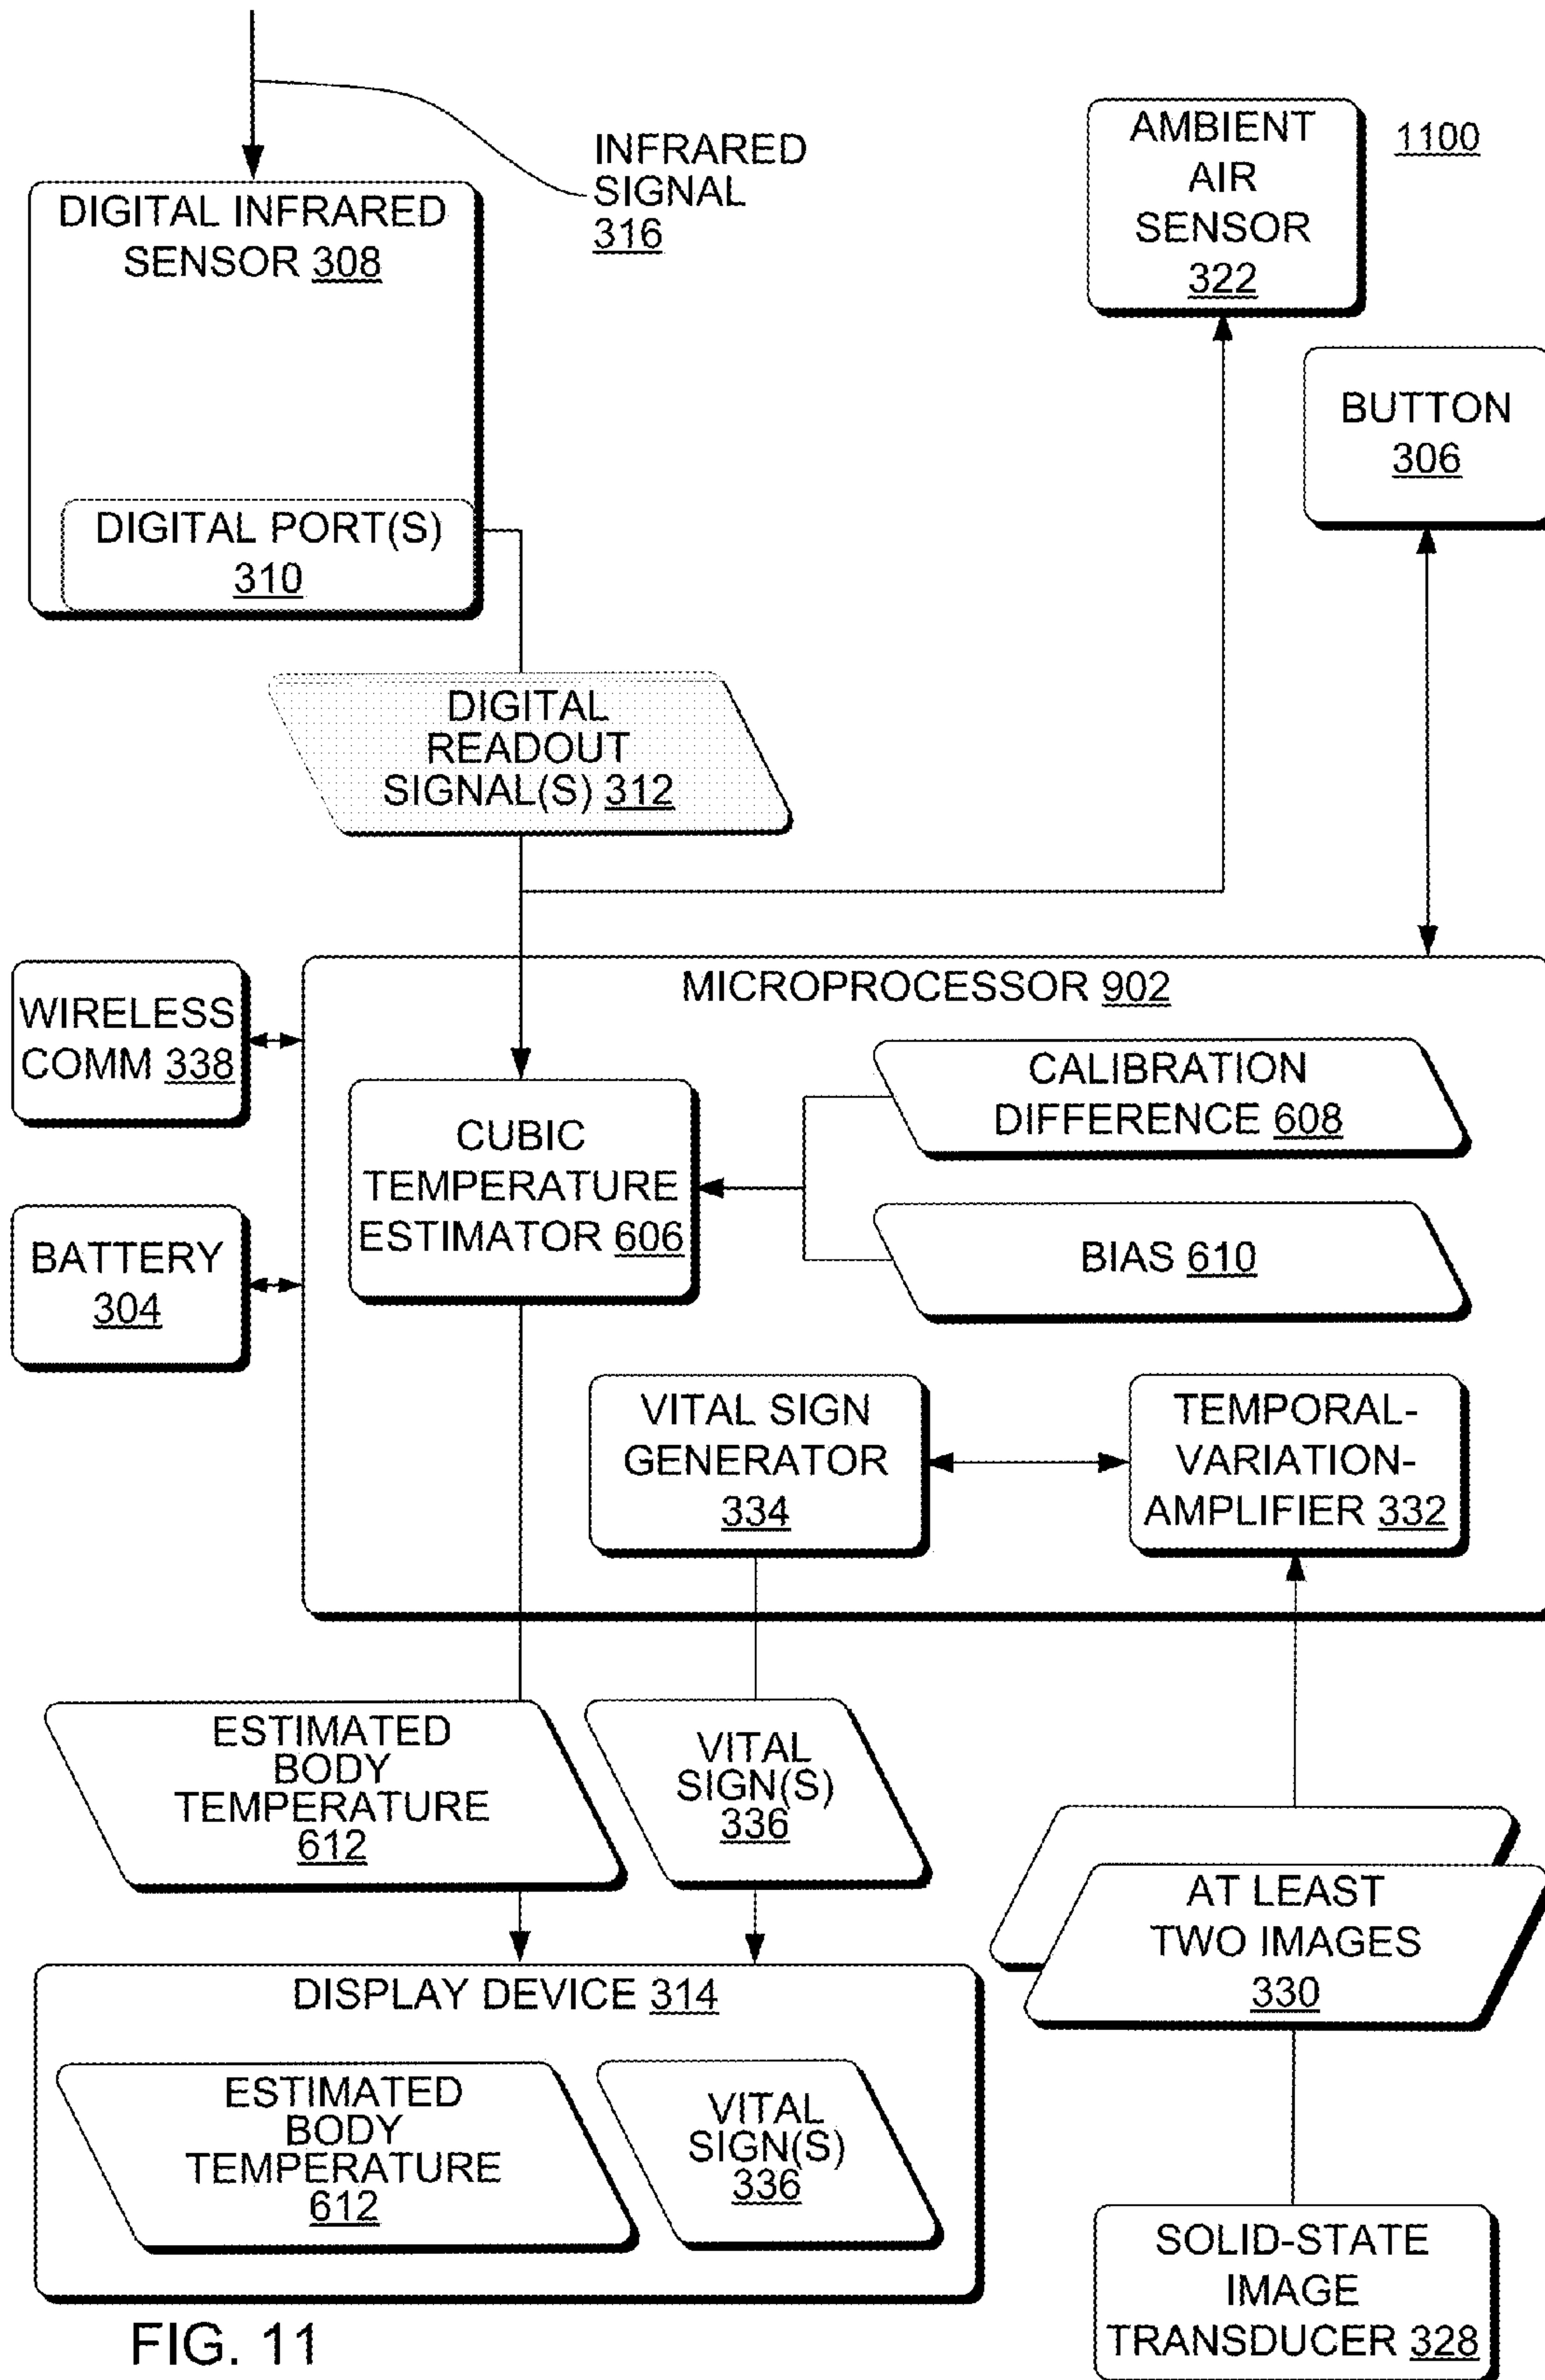 INFRARED
SIGNAL
316
AMBIENT
AIR
SENSOR
322
1100
DIGITAL INFRARED
SENSOR 308
BUTTON
306
DIGITAL PORT(S)
310
DIGITAL
READOUT
SIGNAL(S) 312
MICROPROCESSOR 902
WIRELESS
COMM 338
CALIBRATION
DIFFERENCE 608
CUBIC
TEMPERATURE
ESTIMATOR 606
BIAS 610
BATTERY
304
VITAL SIGN
GENERATOR
334
TEMPORAL-
VARIATION-
AMPLIFIER 332
ESTIMATED
BODY
TEMPERATURE
612
VITAL
SIGN(S)
336
AT LEAST
TWO IMAGES
330
DISPLAY DEVICE 314
ESTIMATED
BODY
TEMPERATURE
612
VITAL
SIGN(S)
336
SOLID-STATE
IMAGE
TRANSDUCER 328
FIG. 11